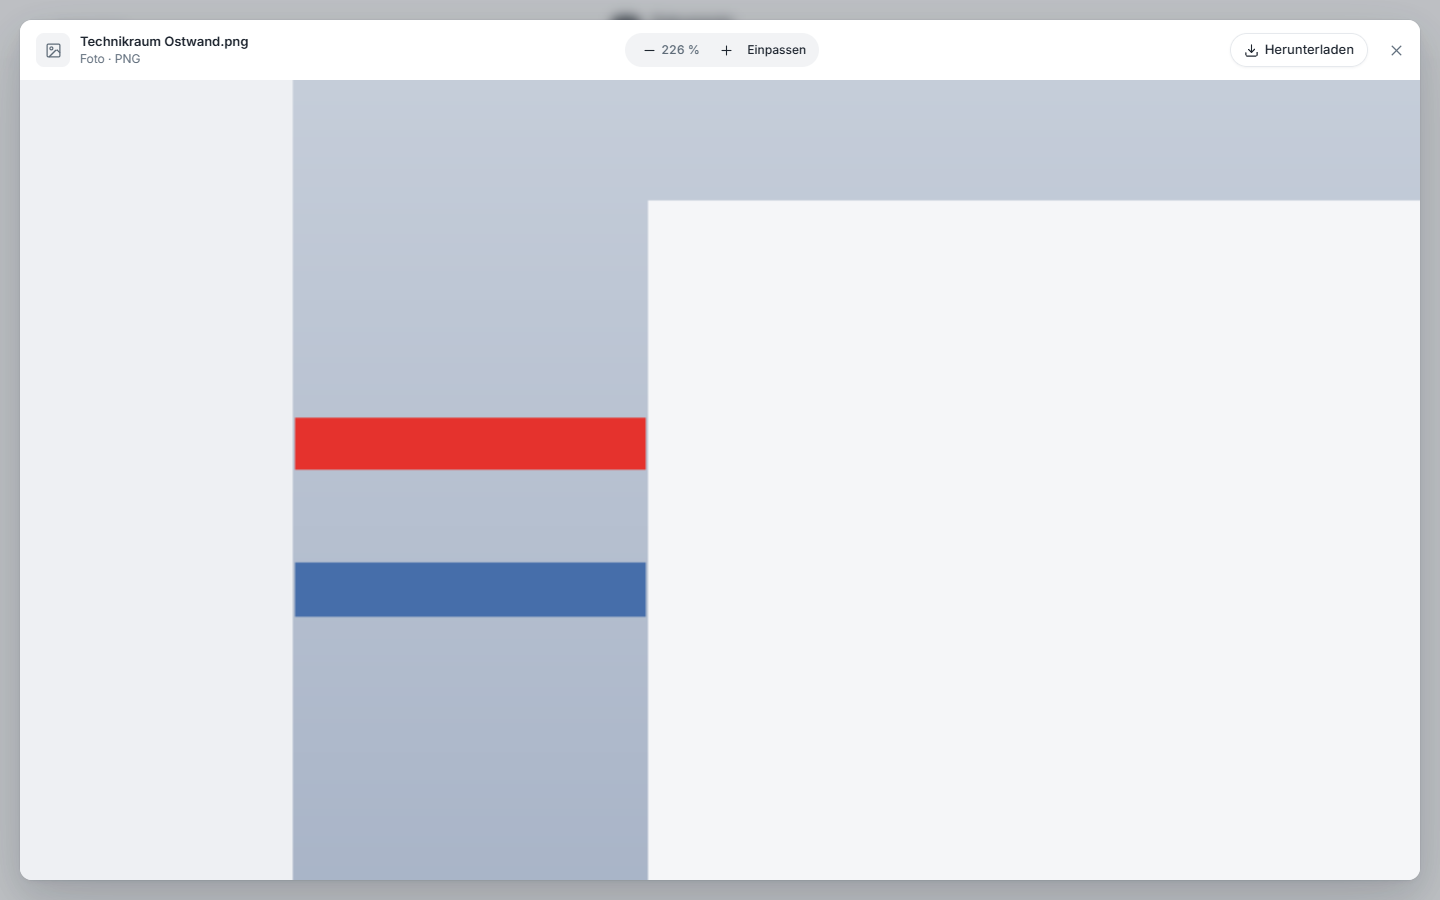 Technikraum Ostwand.png
Foto · PNG
226 %
Einpassen
Herunterladen